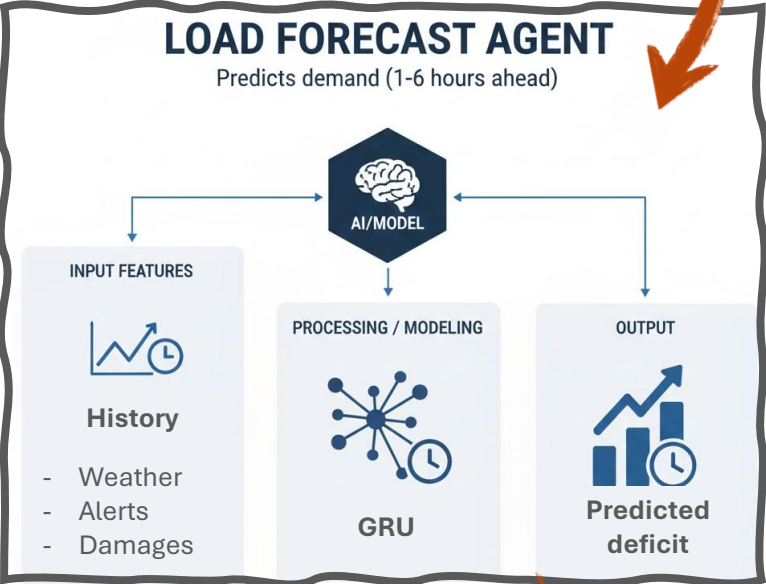 LOAD FORECAST AGENT
Predicts demand (1-6 hours ahead)
AI/MODEL
INPUT FEATURES
History
- Weather
- Alerts
- Damages
PROCESSING / MODELING
GRU
OUTPUT
Predicted
deficit